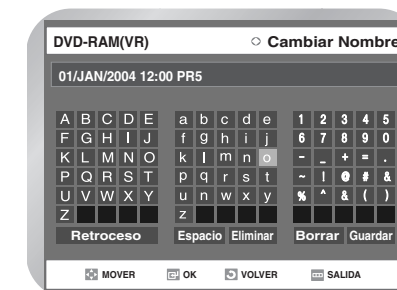 DVD-RAM(VR) Cambiar Nombre
01/JAN/2004 12:00 PR5
A B C D E a b c d e 1 2 3 4 5
F G H I J f g h i j 6 7 8 9 0
K L M N O k l m n o - _ + = .
P Q R S T p q r s t ~ ! @ # &
U V W X Y u n w x y % ^ & ( )
Z z
Retroceso Espacio Eliminar Borrar Guardar
MOVER OK VOLVER SALIDA